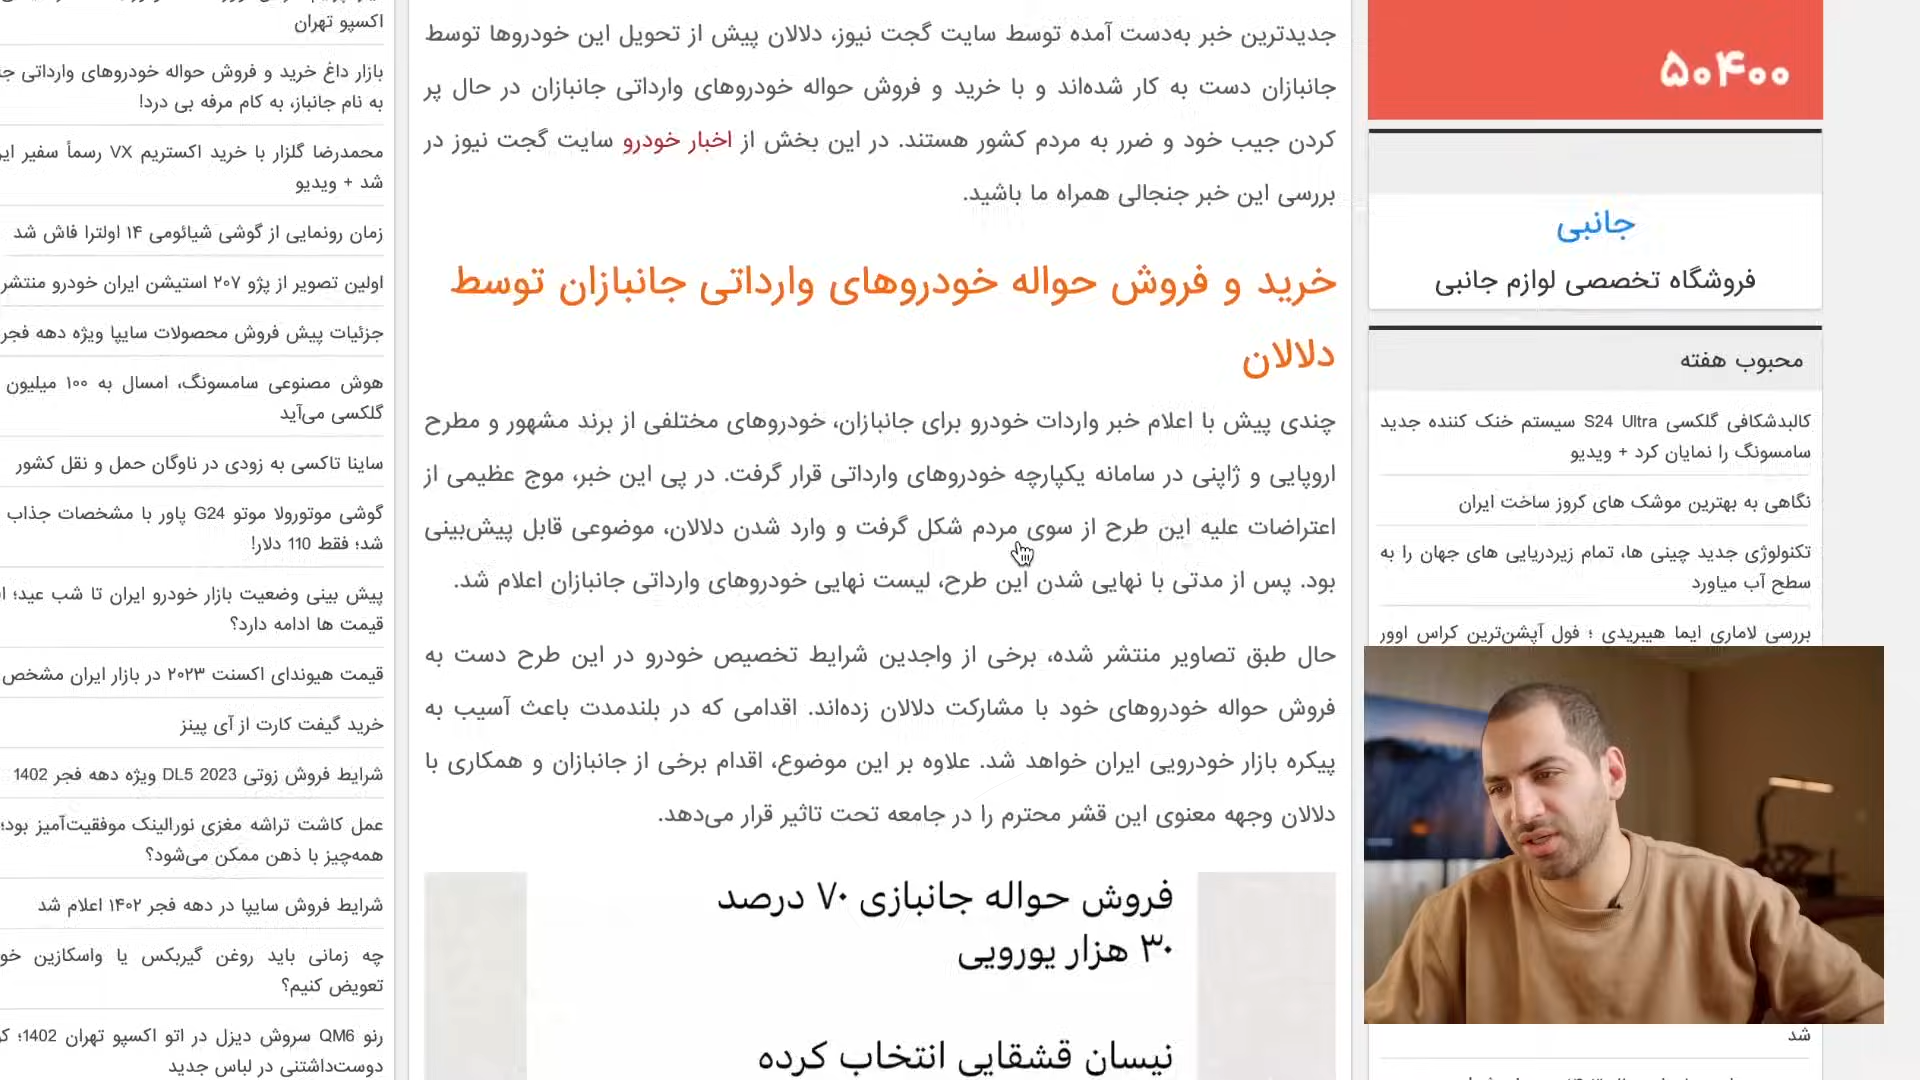 ۵۰۴۰۰
جانبی
فروشگاه تخصصی لوازم جانبی
محبوب هفته
کالبدشکافی گلکسی S24 Ultra سیستم خنک کننده جدید
سامسونگ را نمایان کرد + ویدیو
نگاهی به بهترین موشک های کروز ساخت ایران
تکنولوژی جدید چینی ها، تمام زیردریایی های جهان را به
سطح آب میاورد
بررسی لاماری ایما هیبریدی ؛ فول آپشن‌ترین کراس اوور
شد
جدیدترین خبر به‌دست آمده توسط سایت گجت نیوز، دلالان پیش از تحویل این خودروها توسط
جانبازان دست به کار شده‌اند و با خرید و فروش حواله خودروهای وارداتی جانبازان در حال پر
کردن جیب خود و ضرر به مردم کشور هستند. در این بخش از اخبار خودرو سایت گجت نیوز در
بررسی این خبر جنجالی همراه ما باشید.
خرید و فروش حواله خودروهای وارداتی جانبازان توسط
دلالان
چندی پیش با اعلام خبر واردات خودرو برای جانبازان، خودروهای مختلفی از برند مشهور و مطرح
اروپایی و ژاپنی در سامانه یکپارچه خودروهای وارداتی قرار گرفت. در پی این خبر، موج عظیمی از
اعتراضات علیه این طرح از سوی مردم شکل گرفت و وارد شدن دلالان، موضوعی قابل پیش‌بینی
بود. پس از مدتی با نهایی شدن این طرح، لیست نهایی خودروهای وارداتی جانبازان اعلام شد.
حال طبق تصاویر منتشر شده، برخی از واجدین شرایط تخصیص خودرو در این طرح دست به
فروش حواله خودروهای خود با مشارکت دلالان زده‌اند. اقدامی که در بلندمدت باعث آسیب به
پیکره بازار خودرویی ایران خواهد شد. علاوه بر این موضوع، اقدام برخی از جانبازان و همکاری با
دلالان وجهه معنوی این قشر محترم را در جامعه تحت تاثیر قرار می‌دهد.
فروش حواله جانبازی ۷۰ درصد
۳۰ هزار یورویی
نیسان قشقایی انتخاب کرده
اکسپو تهران
بازار داغ خرید و فروش حواله خودروهای وارداتی
به نام جانباز، به کام مرفه بی درد!
محمدرضا گلزار با خرید اکستریم VX رسماً سفیر
شد + ویدیو
زمان رونمایی از گوشی شیائومی ۱۴ اولترا فاش شد
اولین تصویر از پژو ۲۰۷ استیشن ایران خودرو منتشر
جزئیات پیش فروش محصولات سایپا ویژه دهه فجر
هوش مصنوعی سامسونگ، امسال به ۱۰۰ میلیون
گلکسی می‌آید
ساینا تاکسی به زودی در ناوگان حمل و نقل کشور
گوشی موتورولا موتو G24 پاور با مشخصات جذاب
شد؛ فقط 110 دلار!
پیش بینی وضعیت بازار خودرو ایران تا شب عید؛
قیمت ها ادامه دارد؟
قیمت هیوندای اکسنت ۲۰۲۳ در بازار ایران مشخص
خرید گیفت کارت از آی پینز
شرایط فروش زوتی DL5 2023 ویژه دهه فجر 1402
عمل کاشت تراشه مغزی نورالینک موفقیت‌آمیز بود؛
همه‌چیز با ذهن ممکن می‌شود؟
شرایط فروش سایپا در دهه فجر ۱۴۰۲ اعلام شد
چه زمانی باید روغن گیربکس یا واسکازین
تعویض کنیم؟
رنو QM6 سروش دیزل در اتو اکسپو تهران 1402؛
دوست‌داشتنی در لباس جدید